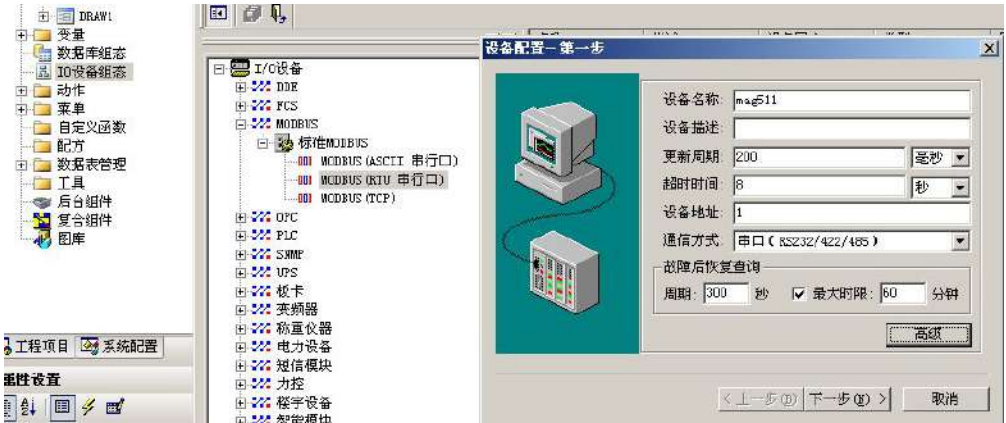 DRAW1
变量
数据库组态
IO设备组态
动作
菜单
自定义函数
配方
数据表管理
工具
后台组件
复合组件
图库
工程项目 系统配置
属性设置
I/O设备
DDE
FCS
MODBUS
标准MODBUS
MODBUS(ASCII 串行口)
MODBUS(RTU 串行口)
MODBUS(TCP)
OPC
PLC
SNMP
UPS
板卡
变频器
称重仪器
电力设备
短信模块
力控
楼宇设备
智能模块
设备配置-第一步
设备名称: mag511
设备描述:
更新周期: 200 毫秒
超时时间: 8 秒
设备地址: 1
通信方式: 串口(RS232/422/485)
故障后恢复查询
周期: 300 秒 最大时限: 60 分钟
高级
<上一步(B) 下一步(N)> 取消